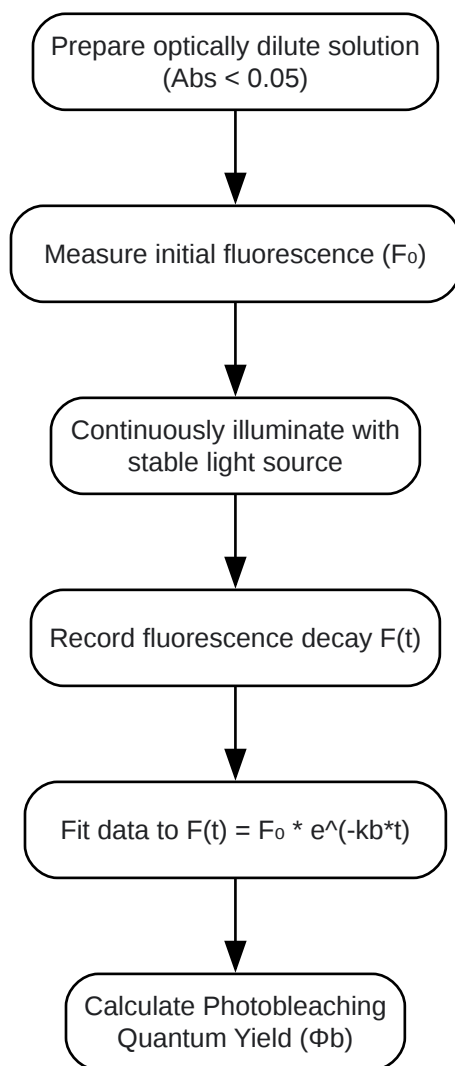 Prepare optically dilute solution
(Abs < 0.05)
Measure initial fluorescence (F₀)
Continuously illuminate with
stable light source
Record fluorescence decay F(t)
Fit data to F(t) = F₀ * e^(-kb*t)
Calculate Photobleaching
Quantum Yield (Φb)